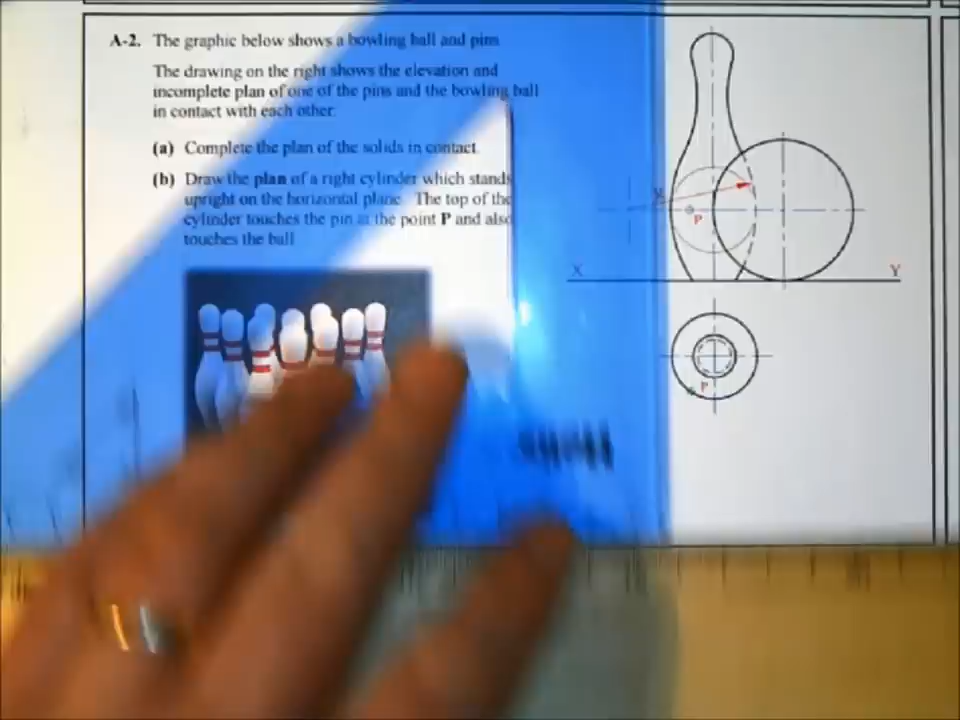 A-2. The graphic below shows a bowling ball and pins
The drawing on the right shows the elevation and
incomplete plan of one of the pins and the bowling ball
in contact with each other.
(a) Complete the plan of the solids in contact.
(b) Draw the plan of a right cylinder which stands
upright on the horizontal plane. The top of the
cylinder touches the pin at the point P and also
touches the ball
P
X
Y
P